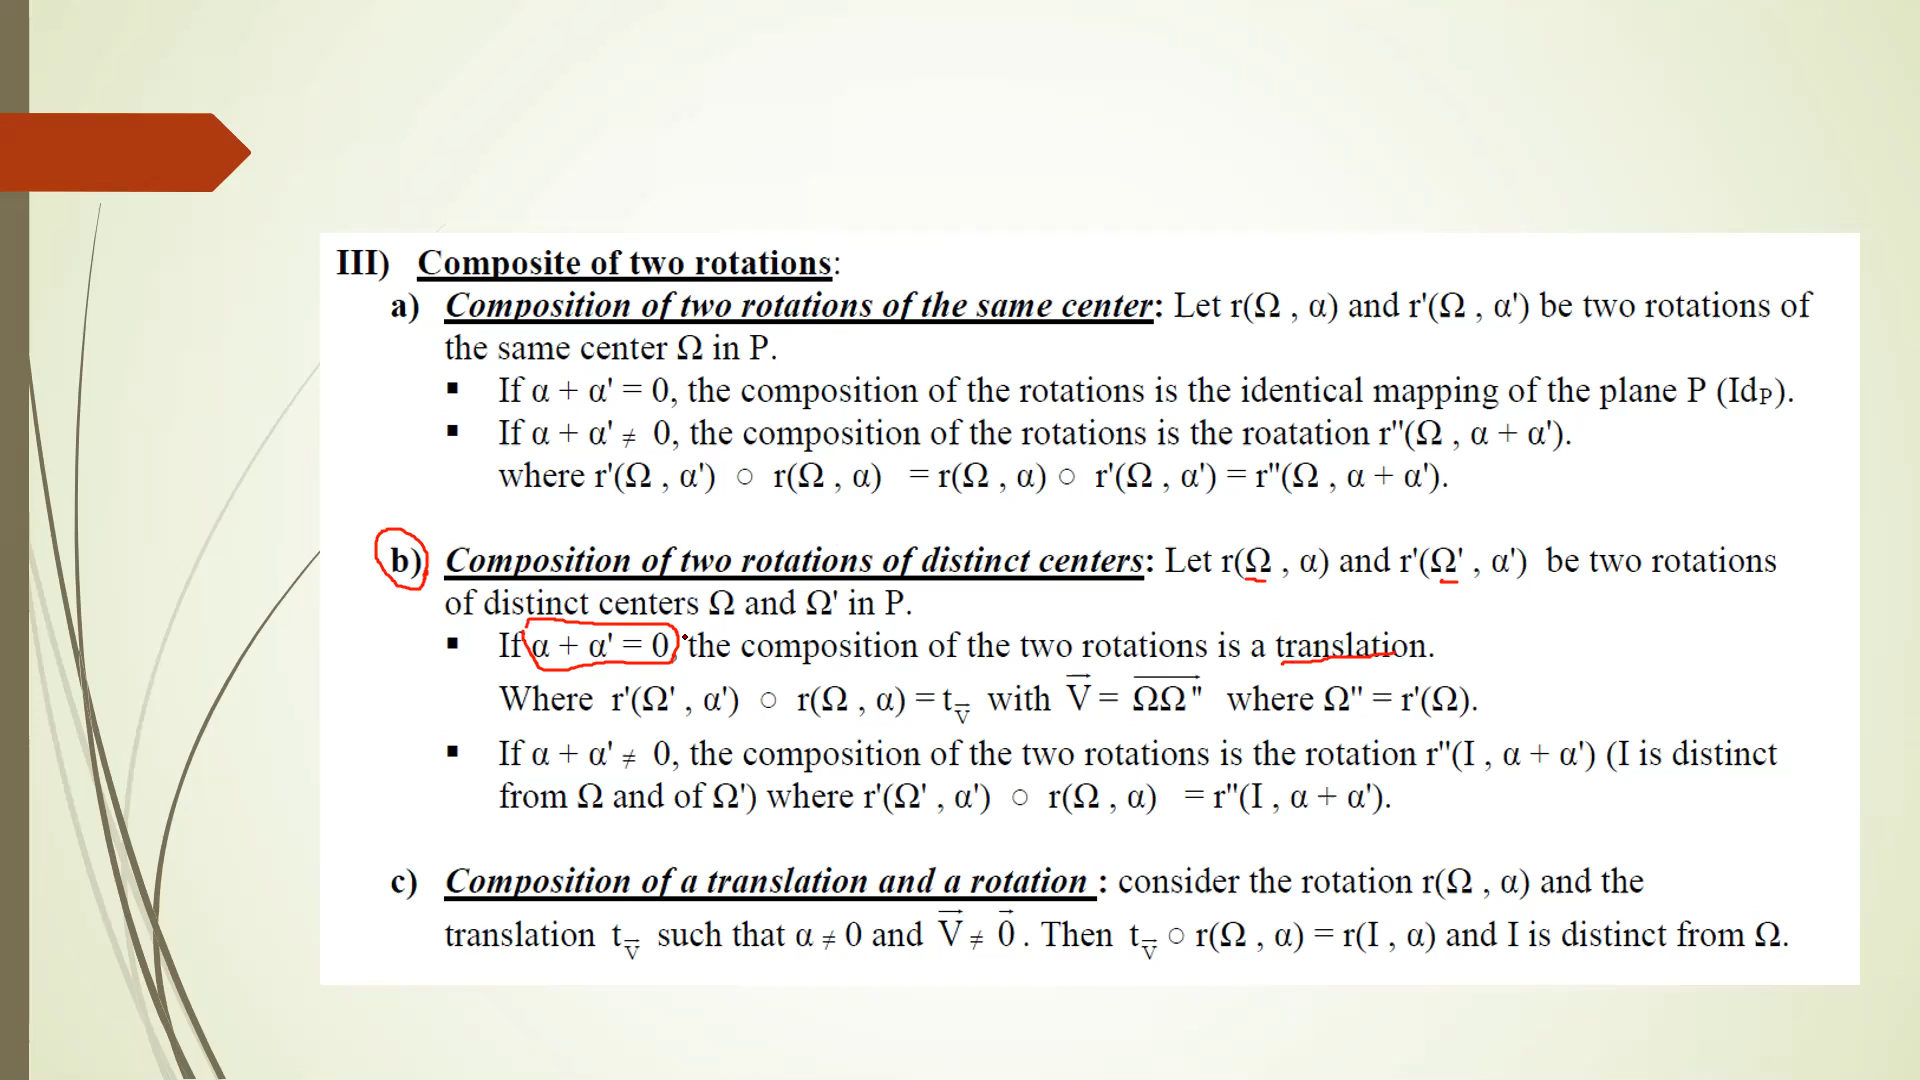 III) Composite of two rotations:
a) Composition of two rotations of the same center: Let r(Ω , α) and r'(Ω , α') be two rotations of
the same center Ω in P.
▪ If α + α' = 0, the composition of the rotations is the identical mapping of the plane P (Idₚ).
▪ If α + α' ≠ 0, the composition of the rotations is the roatation r''(Ω , α + α').
where r'(Ω , α') ○ r(Ω , α) = r(Ω , α) ○ r'(Ω , α') = r''(Ω , α + α').
b) Composition of two rotations of distinct centers: Let r(Ω , α) and r'(Ω' , α') be two rotations
of distinct centers Ω and Ω' in P.
▪ If α + α' = 0, the composition of the two rotations is a translation.
Where r'(Ω' , α') ○ r(Ω , α) = t_V⃗ with V⃗ = ΩΩ''⃗ where Ω'' = r'(Ω).
▪ If α + α' ≠ 0, the composition of the two rotations is the rotation r''(I , α + α') (I is distinct
from Ω and of Ω') where r'(Ω' , α') ○ r(Ω , α) = r''(I , α + α').
c) Composition of a translation and a rotation : consider the rotation r(Ω , α) and the
translation t_V⃗ such that α ≠ 0 and V⃗ ≠ 0⃗ . Then t_V⃗ ○ r(Ω , α) = r(I , α) and I is distinct from Ω.